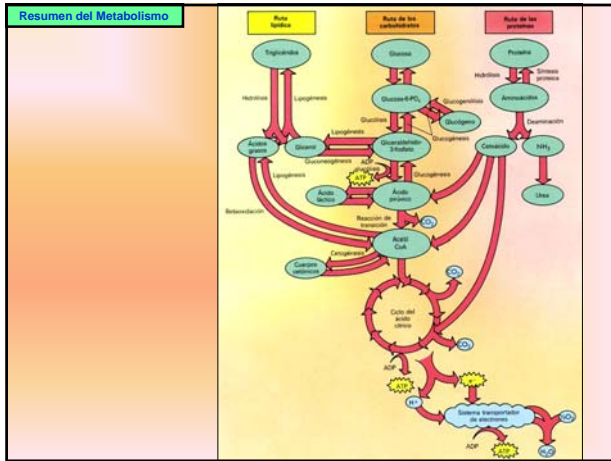 Resumen del Metabolismo
Ruta
lipídica
Ruta de los
carbohidratos
Ruta de las
proteínas
Triglicéridos
Glucosa
Proteína
Hidrólisis
Síntesis
proteica
Hidrólisis
Lipogénesis
Glucosa-6-PO₄
Glucogenólisis
Aminoácidos
Glucólisis
Glucógeno
Desaminación
Lipogénesis
Glucogénesis
Ácidos
grasos
Glicerol
Gliceraldehído-
3-fosfato
Cetoácido
NH₃
Gluconeogénesis
ADP
Lipogénesis
ATP
Glucogénesis
Ácido
láctico
Ácido
pirúvico
Urea
Betaoxidación
Reacción de
transición
CO₂
Acetil
CoA
Cetogénesis
Cuerpos
cetónicos
CO₂
Ciclo del
ácido
cítrico
CO₂
ADP
ATP
e⁻
H⁺
Sistema transportador
de electrones
½O₂
ADP
ATP
H₂O